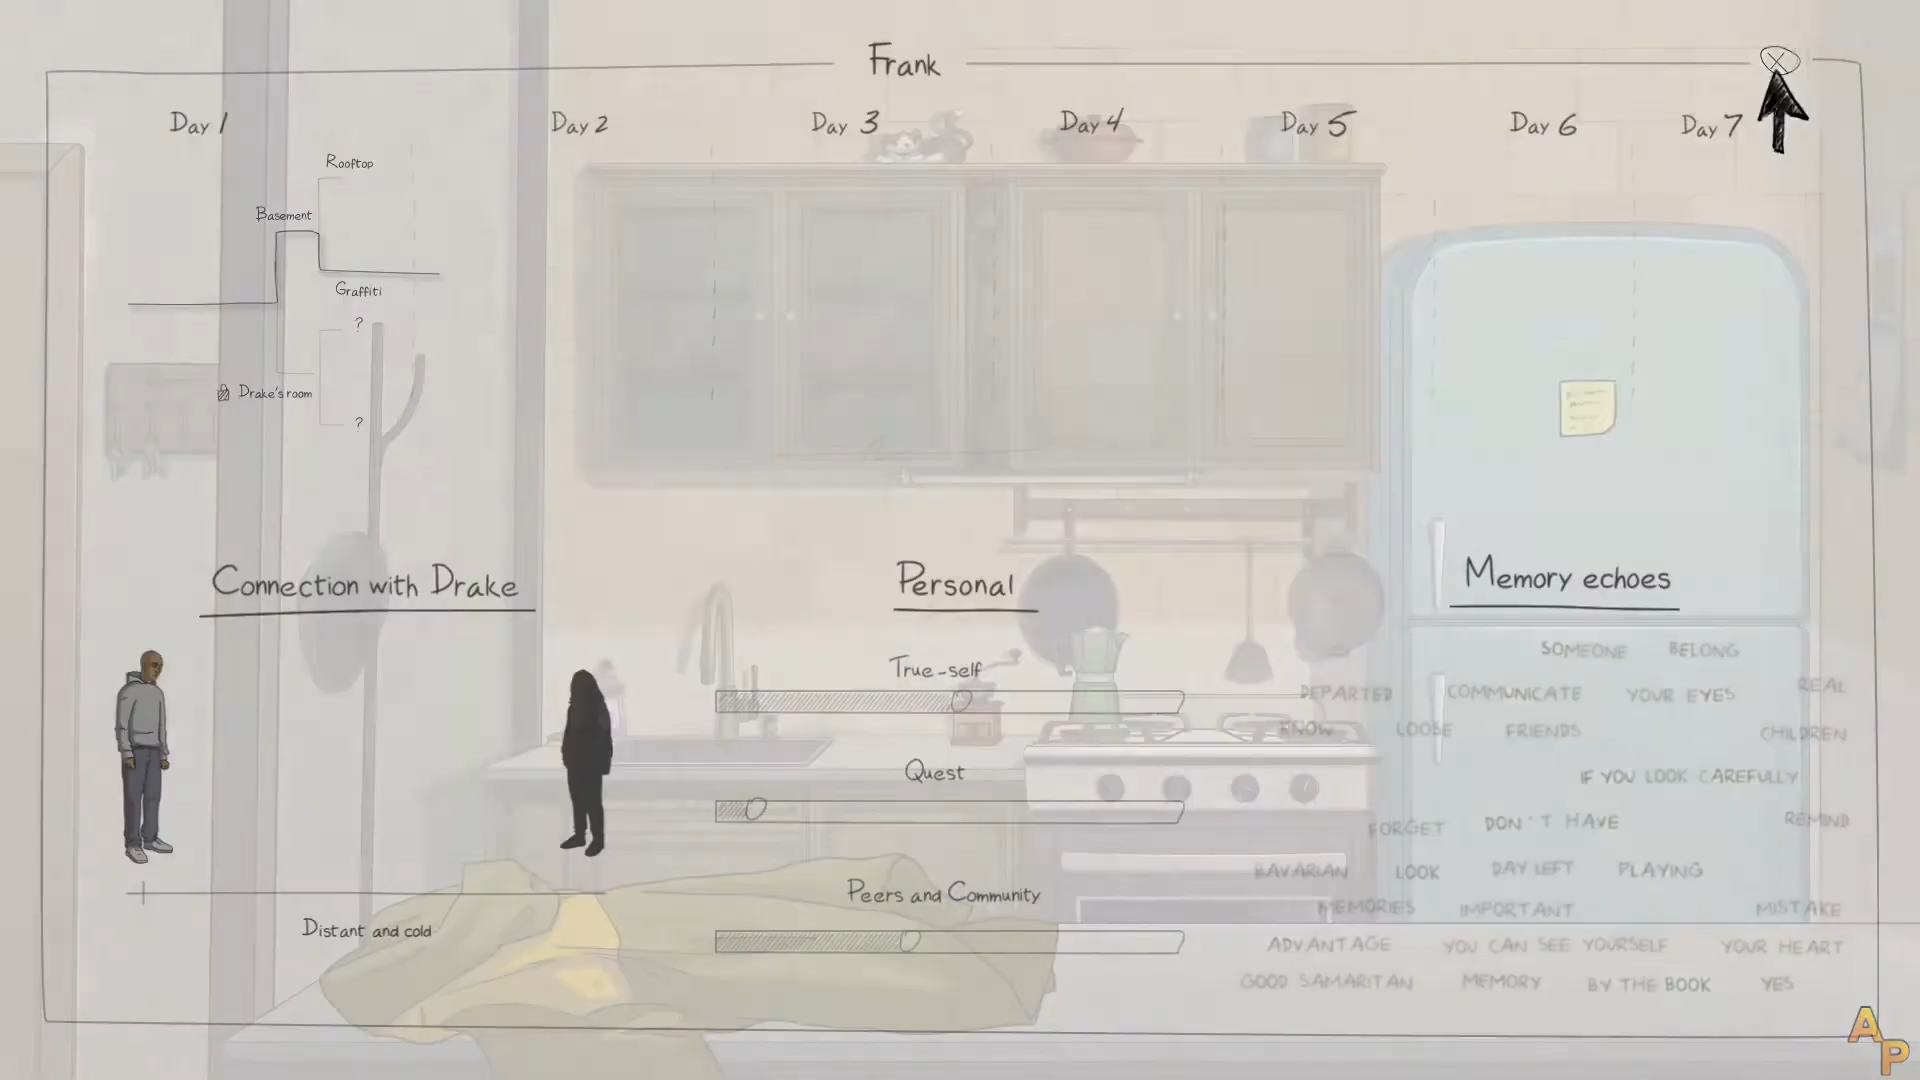 Frank
Day 1 Day 2 Day 3 Day 4 Day 5 Day 6 Day 7
Rooftop
Basement
Graffiti
?
Drake's room
?
Connection with Drake
Distant and cold
Personal
True-self
Quest
Peers and Community
Memory echoes
SOMEONE BELONG
DEPARTED COMMUNICATE YOUR EYES REAL
KNOW LOOSE FRIENDS CHILDREN
IF YOU LOOK CAREFULLY
FORGET DON'T HAVE REMIND
BAVARIAN LOOK DAY LEFT PLAYING
MEMORIES IMPORTANT MISTAKE
ADVANTAGE YOU CAN SEE YOURSELF YOUR HEART
GOOD SAMARITAN MEMORY BY THE BOOK YES
AP